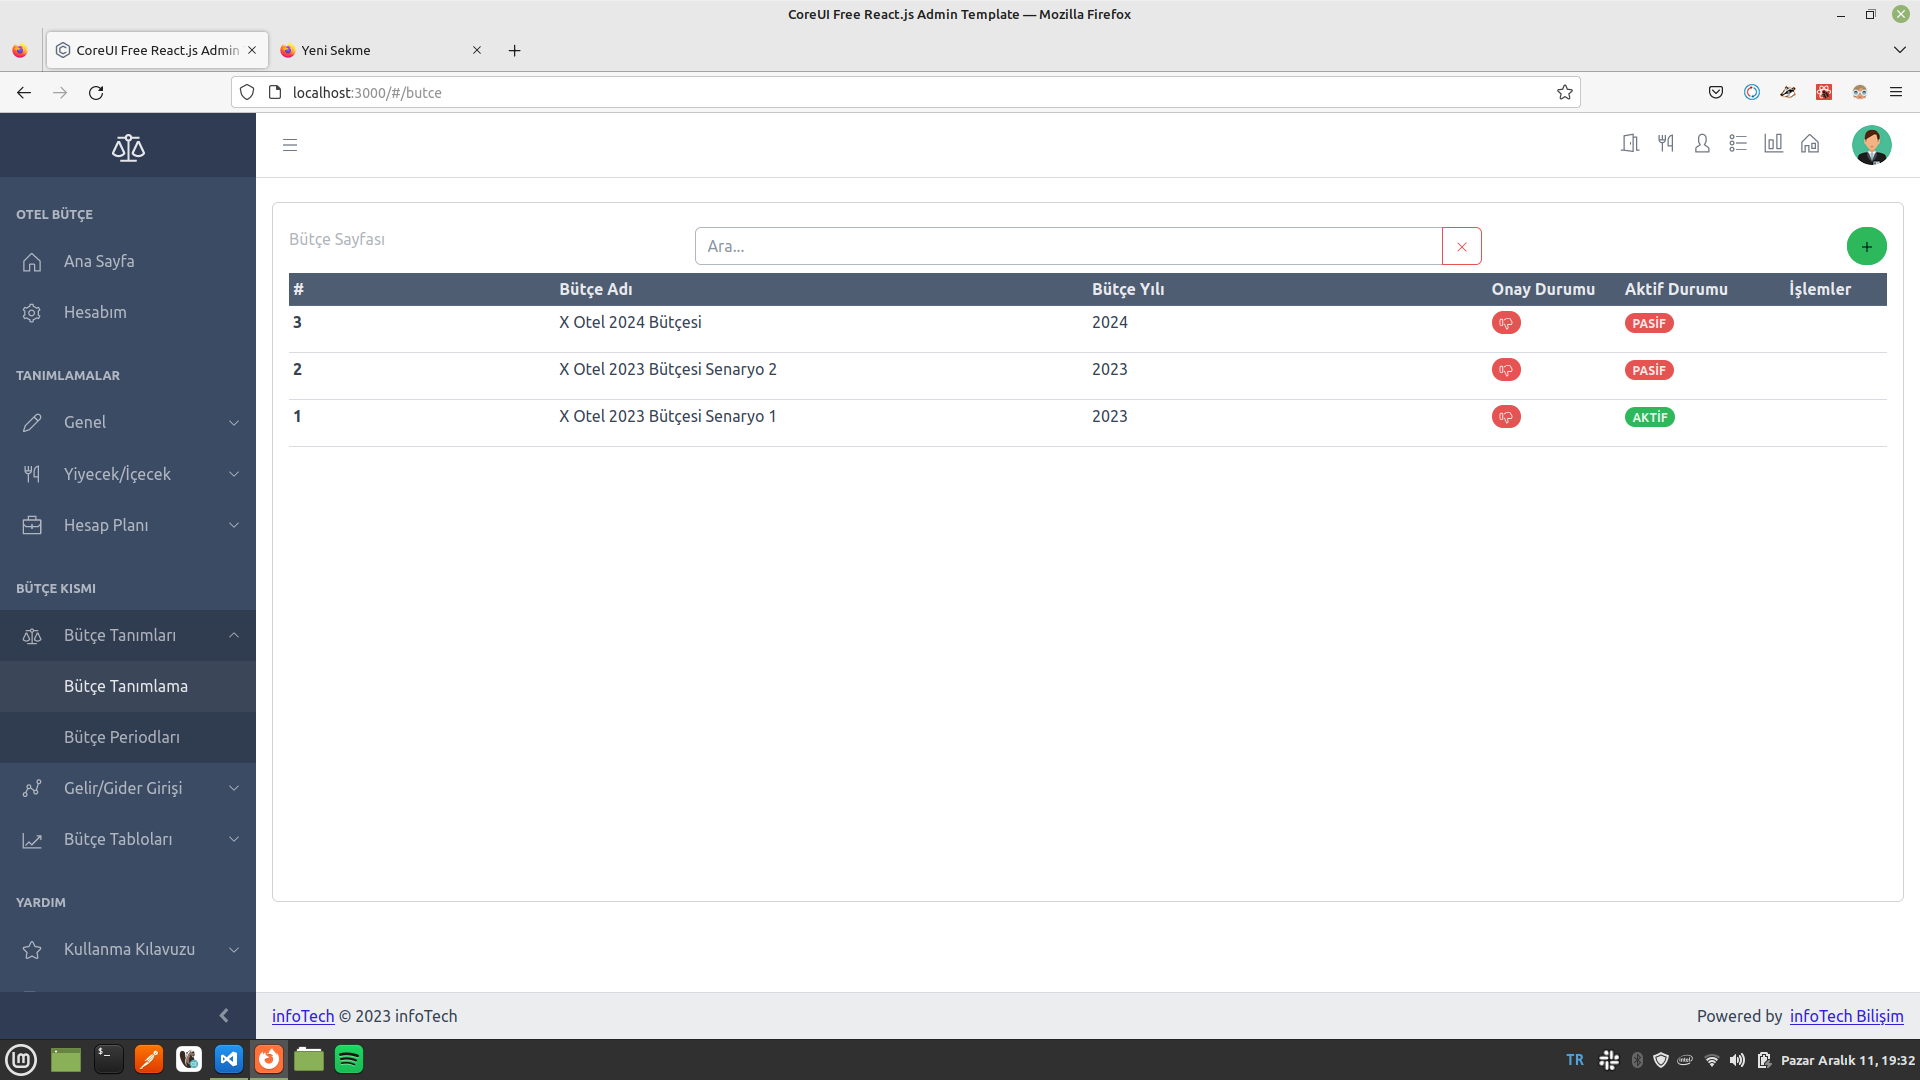 CoreUI Free React.js Admin Template — Mozilla Firefox
CoreUI Free React.js Admin
Yeni Sekme
localhost:3000/#/butce
OTEL BÜTÇE
Ana Sayfa
Hesabım
TANIMLAMALAR
Genel
Yiyecek/İçecek
Hesap Planı
BÜTÇE KISMI
Bütçe Tanımları
Bütçe Tanımlama
Bütçe Periodları
Gelir/Gider Girişi
Bütçe Tabloları
YARDIM
Kullanma Kılavuzu
Bütçe Sayfası
Ara...
# Bütçe Adı Bütçe Yılı Onay Durumu Aktif Durumu İşlemler
3 X Otel 2024 Bütçesi 2024 PASİF
2 X Otel 2023 Bütçesi Senaryo 2 2023 PASİF
1 X Otel 2023 Bütçesi Senaryo 1 2023 AKTİF
infoTech © 2023 infoTech
Powered by infoTech Bilişim
TR
Pazar Aralık 11, 19:32